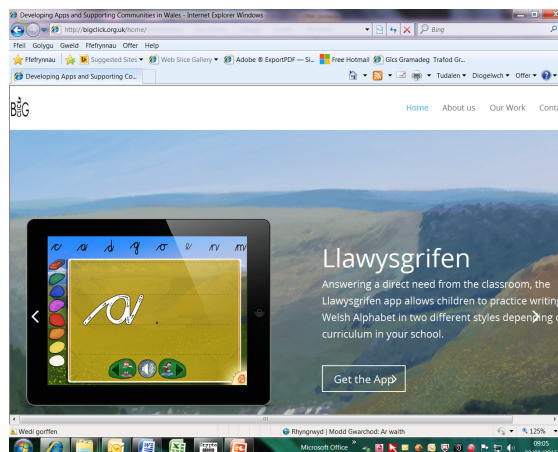 Developing Apps and Supporting Communities in Wales - Internet Explorer Windows
http://bigclick.org.uk/home/
Bing
Ffeil Golygu Gweld Ffefrynnau Offer Help
Ffefrynnau Suggested Sites Web Slice Gallery Adobe ® ExportPDF — Si... Free Hotmail Glcs Gramadeg Trafod Gr...
Developing Apps and Supporting Co... Tudalen Diogelwch Offer
Home About us Our Work Conta
c a d g o e w m
Llawysgrifen
Answering a direct need from the classroom, the
Llawysgrifen app allows children to practice writing
Welsh Alphabet in two different styles depending
curriculum in your school.
a
Get the App
Wedi gorffen Rhyngrwyd | Modd Gwarchod: Ar waith 125%
Microsoft Office 09:05